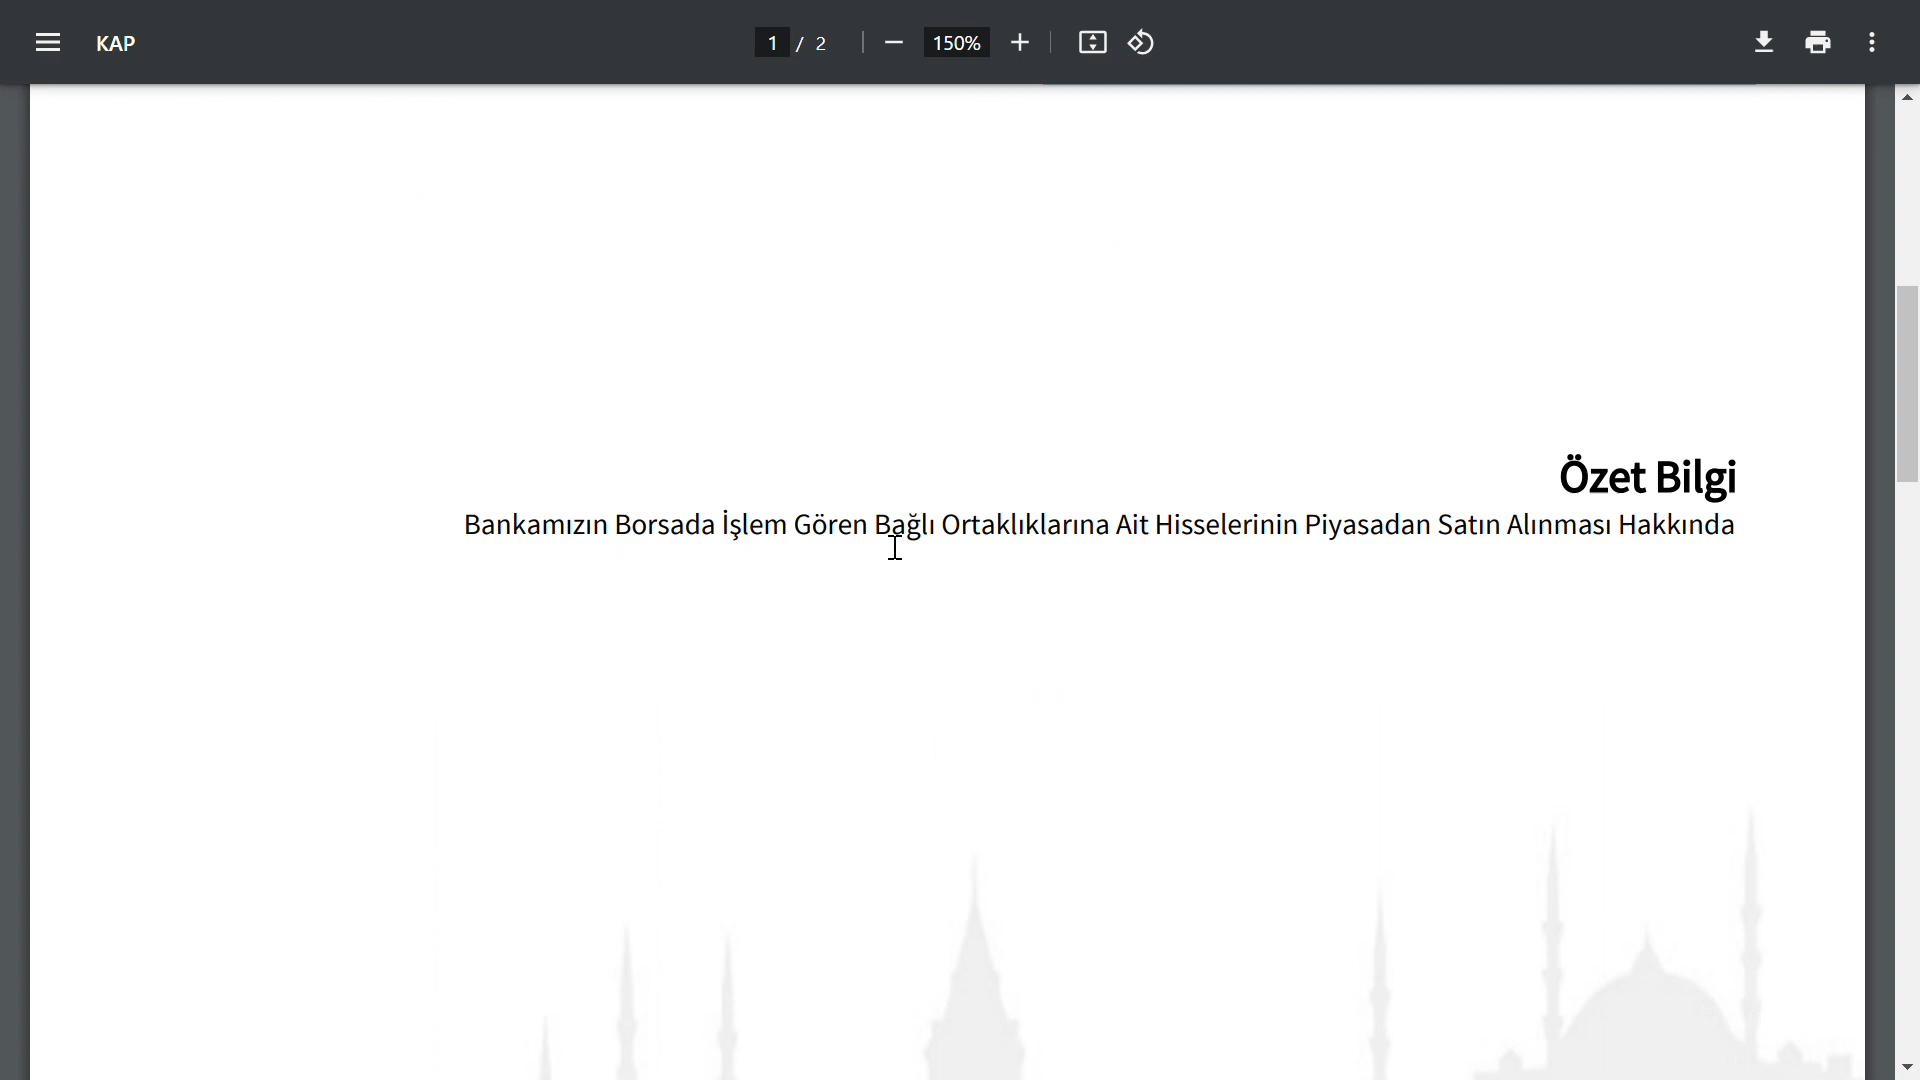 KAP
1 / 2
150%
Özet Bilgi
Bankamızın Borsada İşlem Gören Bağlı Ortaklıklarına Ait Hisselerinin Piyasadan Satın Alınması Hakkında